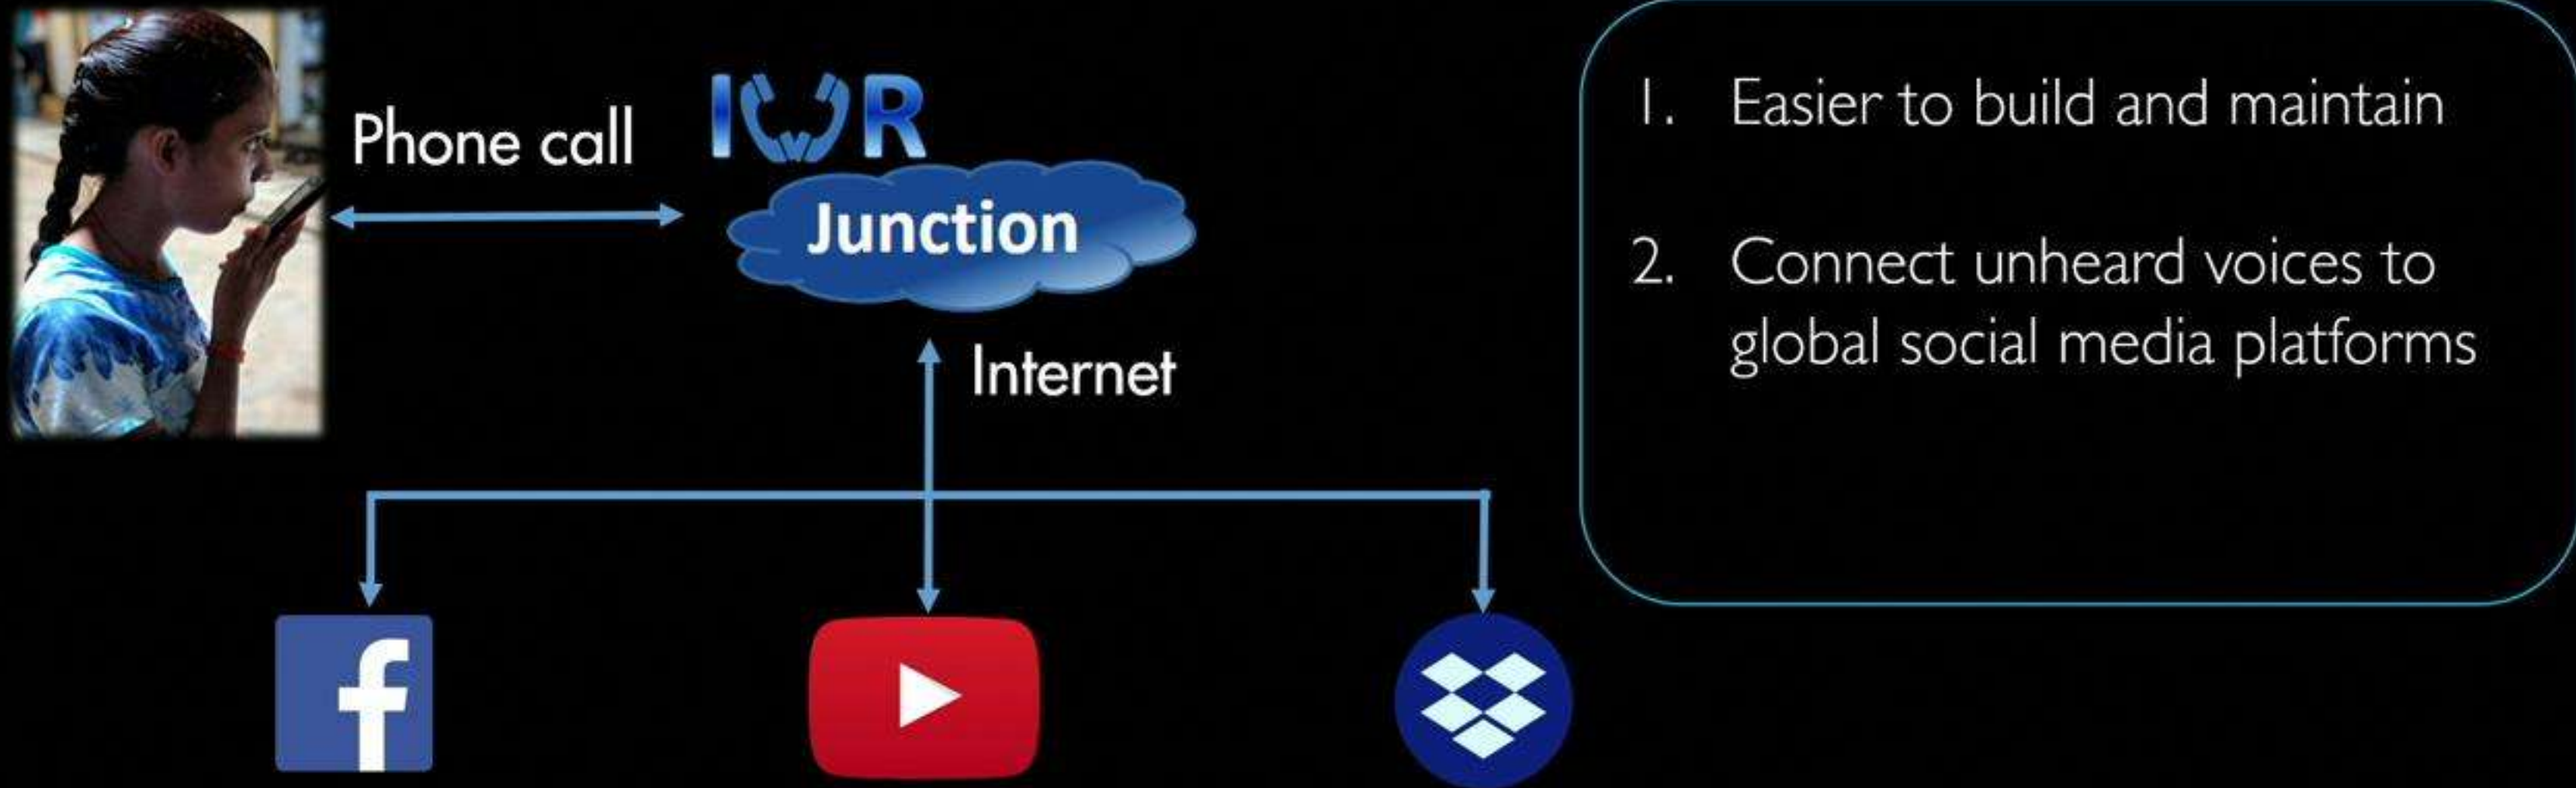 Phone call
IVR
Junction
Internet
1. Easier to build and maintain
2. Connect unheard voices to
global social media platforms
f